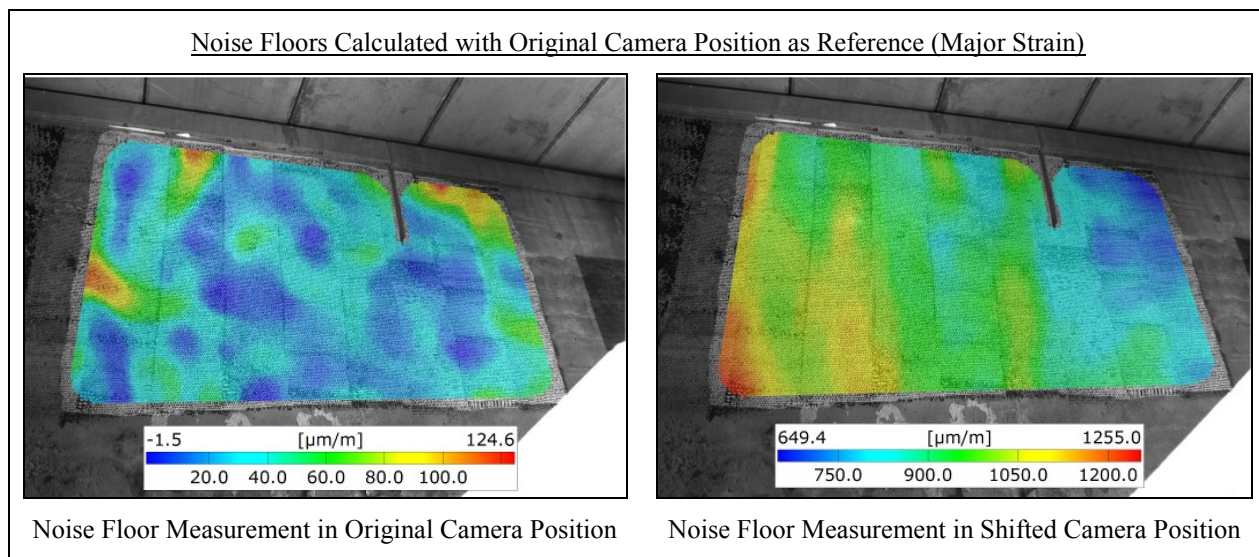 Noise Floors Calculated with Original Camera Position as Reference (Major Strain)
-1.5 [µm/m] 124.6
20.0 40.0 60.0 80.0 100.0
649.4 [µm/m] 1255.0
750.0 900.0 1050.0 1200.0
Noise Floor Measurement in Original Camera Position
Noise Floor Measurement in Shifted Camera Position